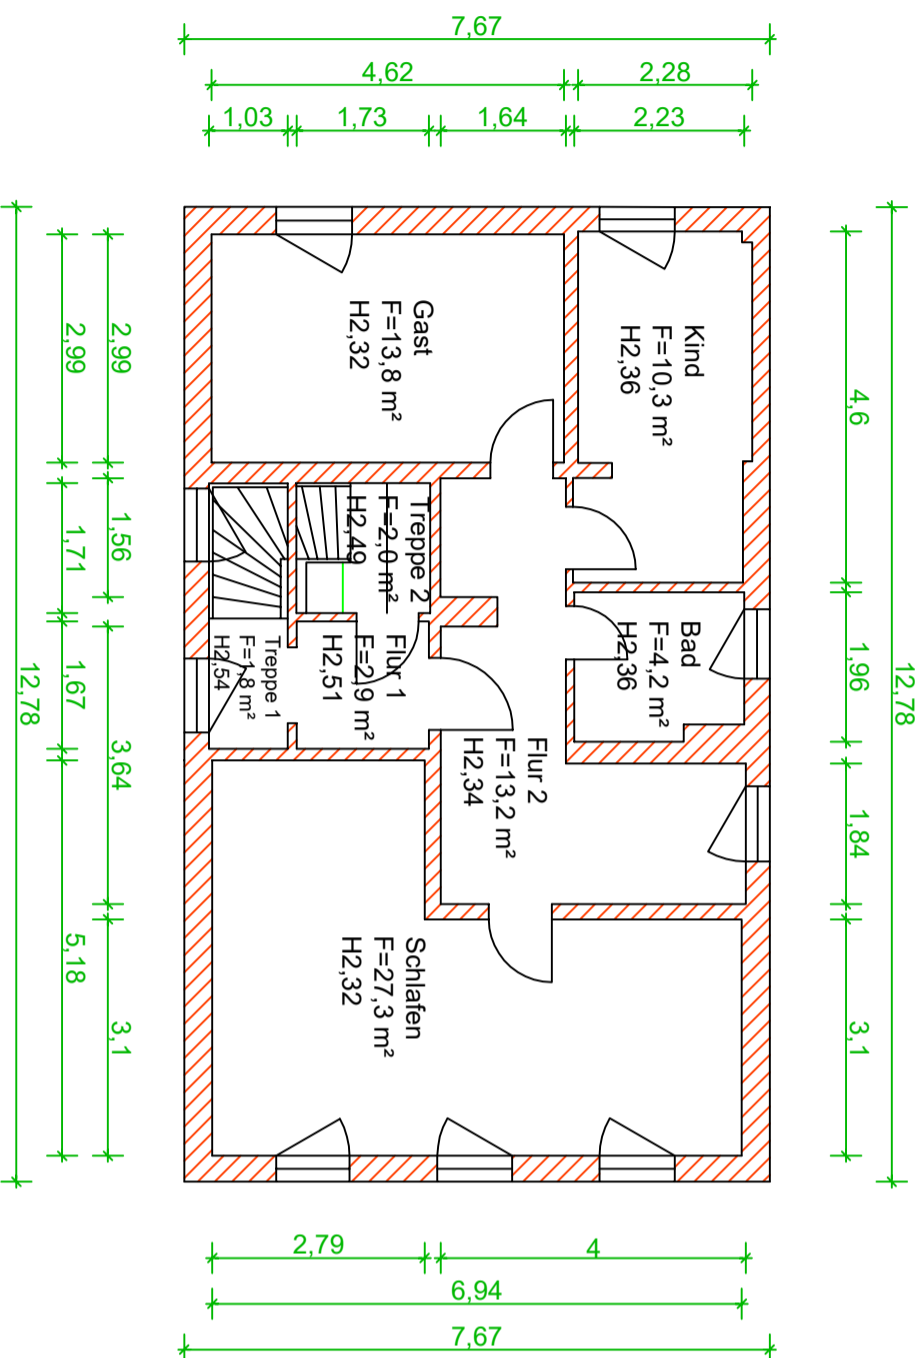 7,67
4,62
2,28
1,03
1,73
1,64
2,23
Gast
F=13,8 m²
H2,32
Kind
F=10,3 m²
H2,36
Treppe 2
F=2,0 m²
H2,49
Treppe 1
F=1,8 m²
H2,54
Flur 1
F=2,9 m²
H2,51
Bad
F=4,2 m²
H2,36
Flur 2
F=13,2 m²
H2,34
Schlafen
F=27,3 m²
H2,32
12,78
2,99
1,71
1,67
5,18
2,99
1,56
3,64
3,1
4,6
1,96
1,84
3,1
12,78
2,79
4
6,94
7,67